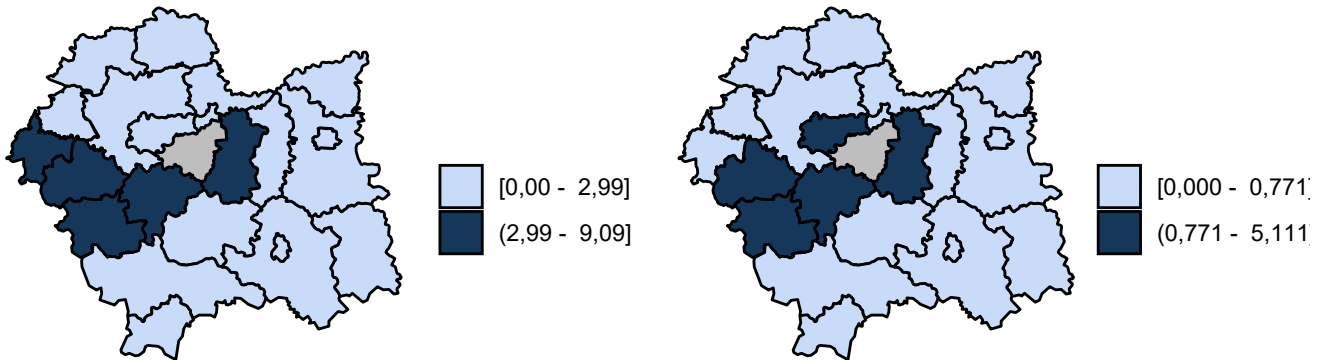 [0,00 - 2,99]
(2,99 - 9,09]
[0,000 - 0,771]
(0,771 - 5,111]